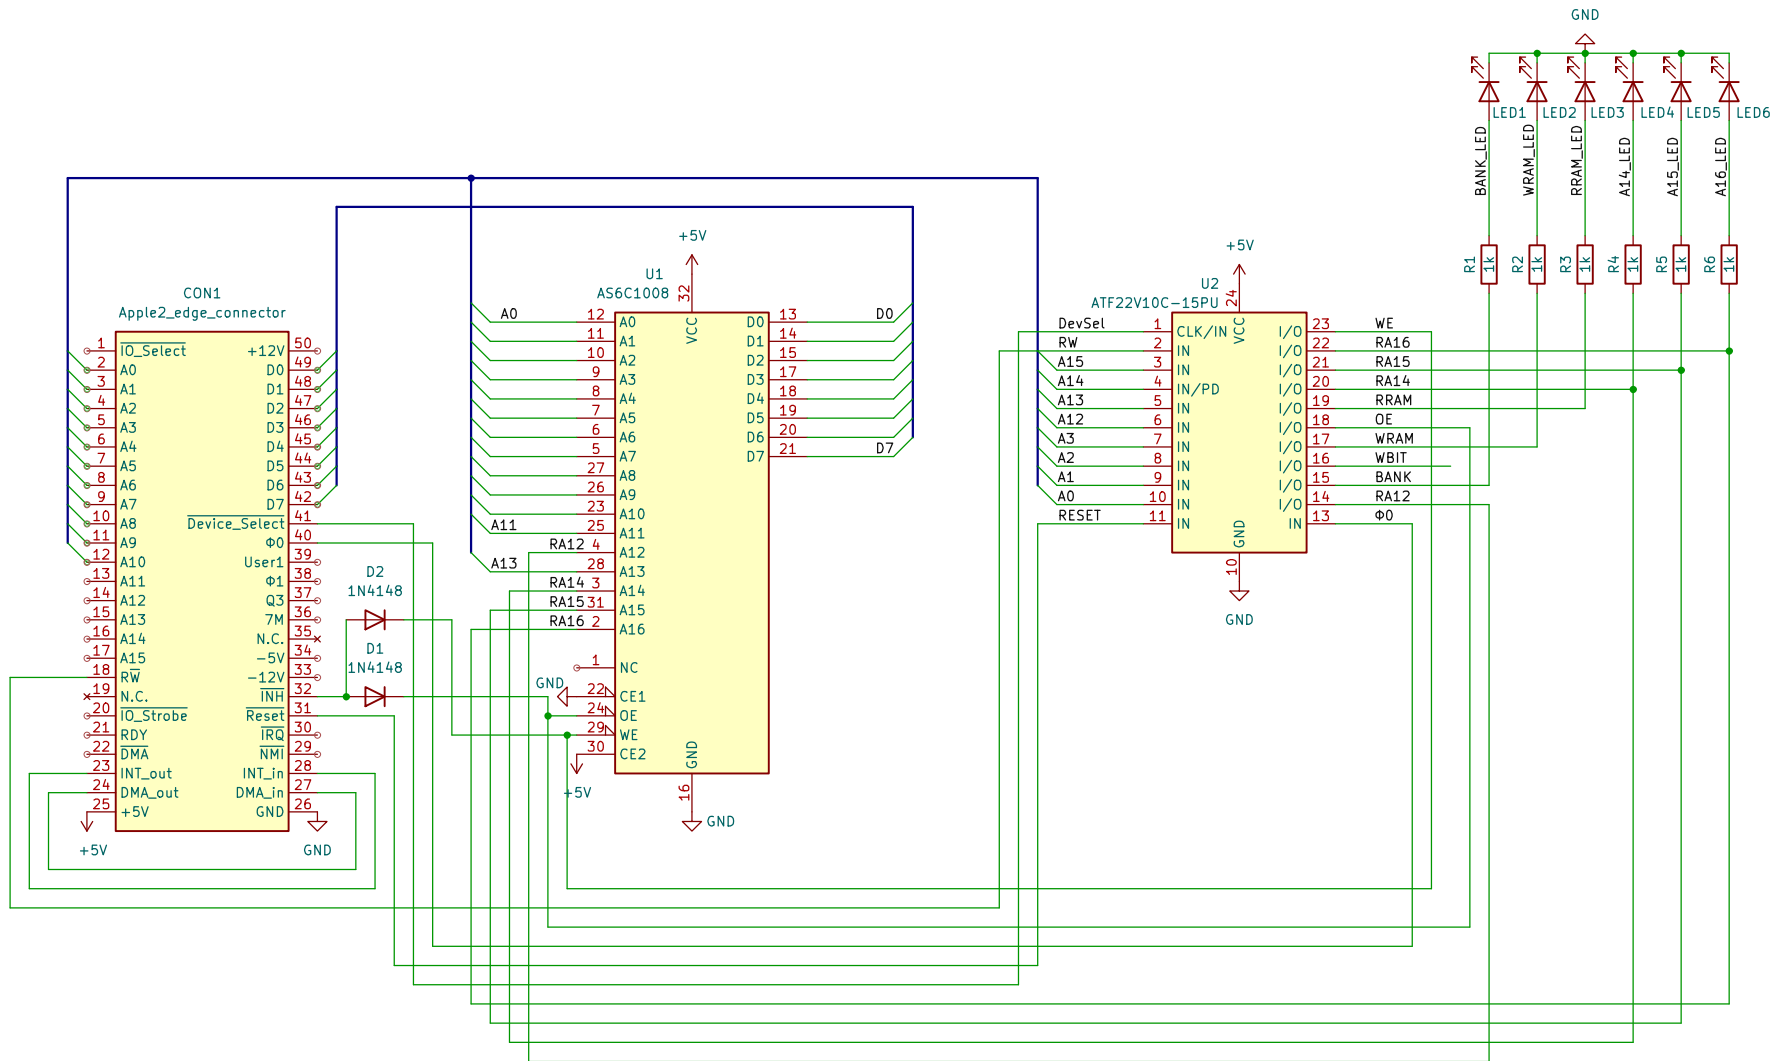 GND
LED1
LED2
LED3
LED4
LED5
LED6
BANK_LED
WRAM_LED
RRAM_LED
A14_LED
A15_LED
A16_LED
R1
1k
R2
1k
R3
1k
R4
1k
R5
1k
R6
1k
CON1
Apple2_edge_connector
1 IO_Select
2 A0
3 A1
4 A2
5 A3
6 A4
7 A5
8 A6
9 A7
10 A8
11 A9
12 A10
13 A11
14 A12
15 A13
16 A14
17 A15
18 RW
19 N.C.
20 IO_Strobe
21 RDY
22 DMA
23 INT_out
24 DMA_out
25 +5V
+12V 50
D0 49
D1 48
D2 47
D3 46
D4 45
D5 44
D6 43
D7 42
Device_Select 41
Φ0 40
User1 39
Φ1 38
Q3 37
7M 36
N.C. 35
-5V 34
-12V 33
INH 32
Reset 31
IRQ 30
NMI 29
INT_in 28
DMA_in 27
GND 26
+5V
GND
D2
1N4148
D1
1N4148
+5V
U1
AS6C1008
32
VCC
A0
A11
RA12
A13
RA14
RA15
RA16
12 A0
11 A1
10 A2
9 A3
8 A4
7 A5
6 A6
5 A7
27 A8
26 A9
23 A10
25 A11
4 A12
28 A13
3 A14
31 A15
2 A16
1 NC
GND
22 CE1
24 OE
29 WE
30 CE2
+5V
D0 13
D1 14
D2 15
D3 17
D4 18
D5 19
D6 20
D7 21
D0
D7
GND
16
GND
+5V
U2
ATF22V10C-15PU
24
VCC
DevSel 1 CLK/IN
RW 2 IN
A15 3 IN
A14 4 IN/PD
A13 5 IN
A12 6 IN
A3 7 IN
A2 8 IN
A1 9 IN
A0 10 IN
RESET 11 IN
I/O 23 WE
I/O 22 RA16
I/O 21 RA15
I/O 20 RA14
I/O 19 RRAM
I/O 18 OE
I/O 17 WRAM
I/O 16 WBIT
I/O 15 BANK
I/O 14 RA12
IN 13 Φ0
GND
10
GND